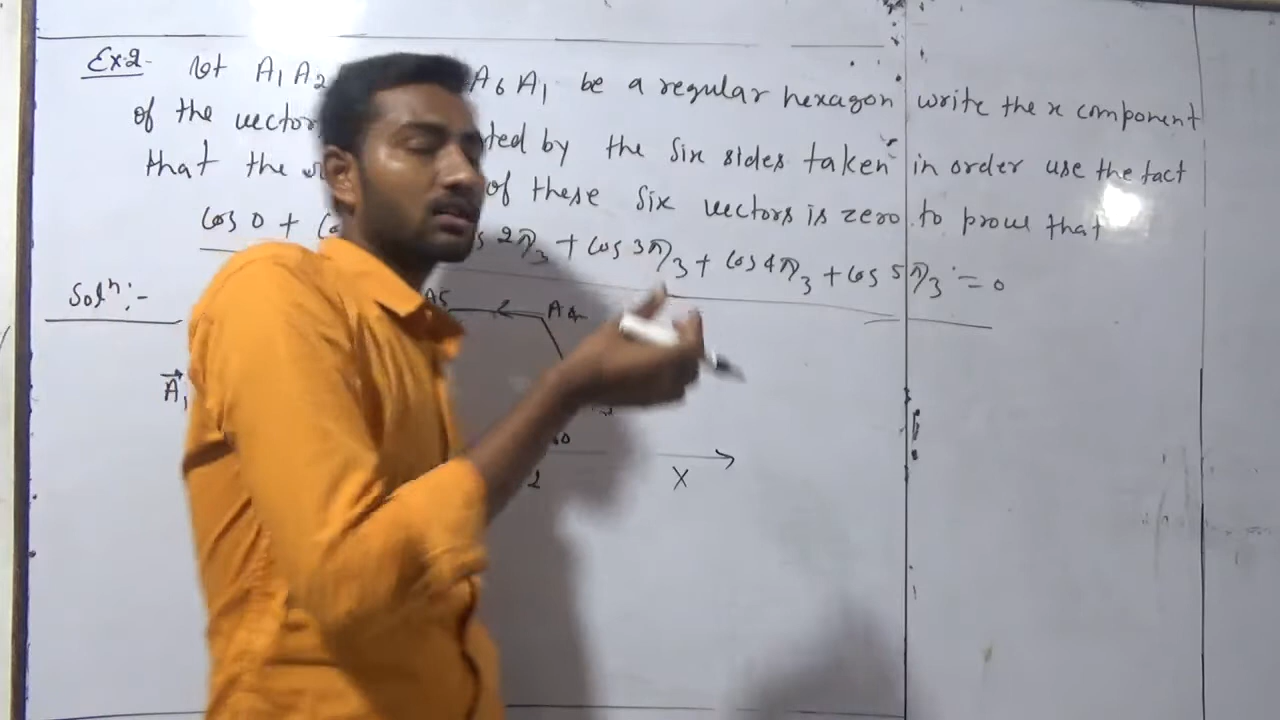 Ex.2- let A₁ A₂ A₆ A₁ be a regular hexagon write the x component
of the vector ted by the six sides taken in order use the fact
that the of these six vectors is zero to prove that
cos 0 + 2π/3 + cos 3π/3 + cos 4π/3 + cos 5π/3 = 0
Solⁿ:-
A5 A4
A₁
2 X